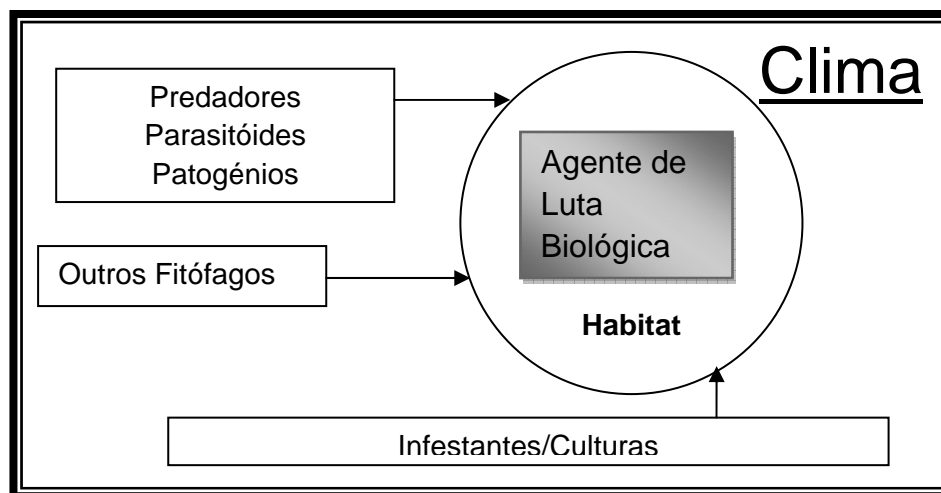 Clima
Predadores
Parasitóides
Patogénios
Agente de
Luta
Biológica
Outros Fitófagos
Habitat
Infestantes/Culturas